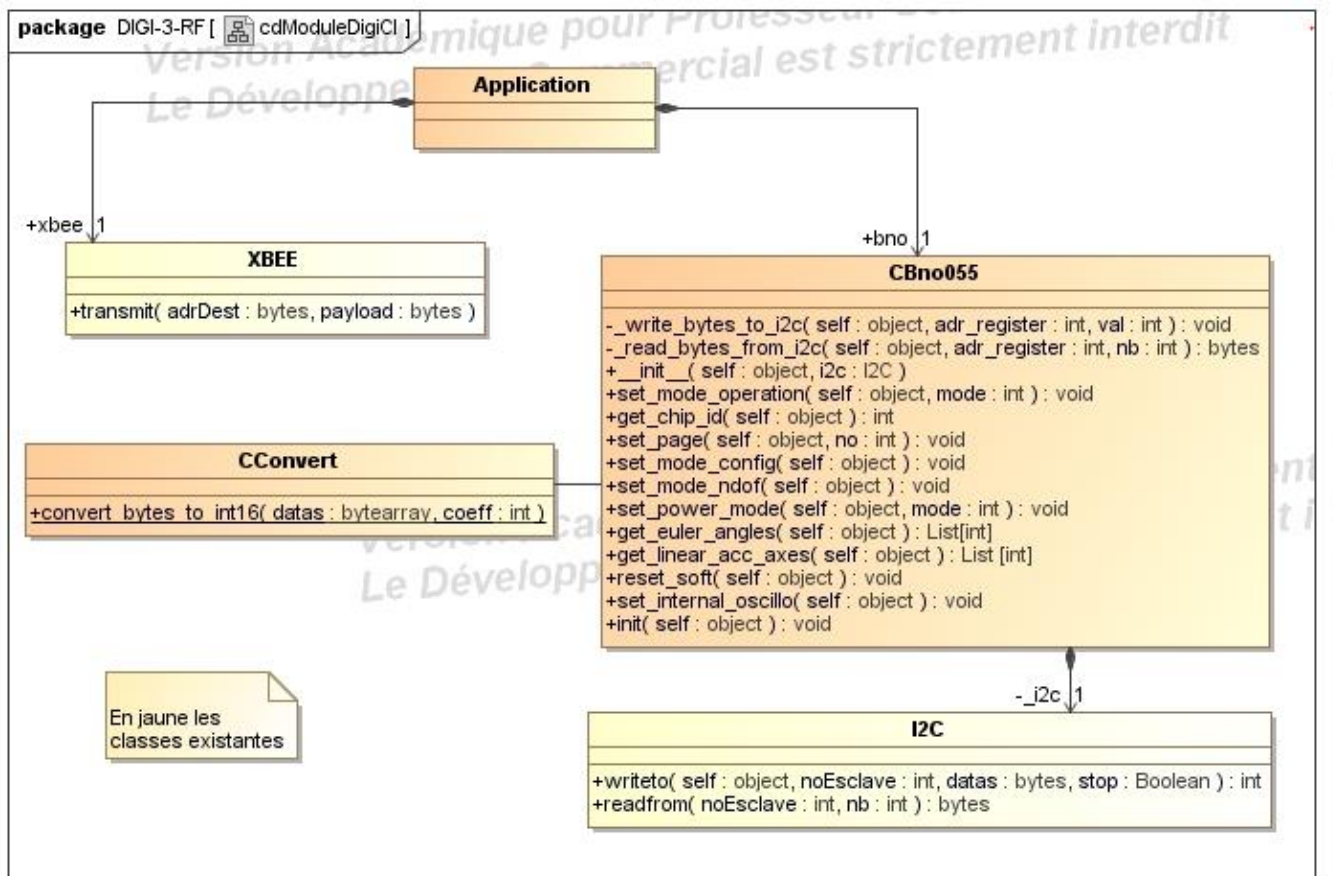 package DIGI-3-RF [ cdModuleDigiCI ]
Version Académique pour Professeur
Le Développe mercial est strictement interdit
Application
+xbee 1
+bno 1
XBEE
+transmit( adrDest : bytes, payload : bytes )
CBno055
-_write_bytes_to_i2c( self : object, adr_register : int, val : int ) : void
-_read_bytes_from_i2c( self : object, adr_register : int, nb : int ) : bytes
+__init__( self : object, i2c : I2C )
+set_mode_operation( self : object, mode : int ) : void
+get_chip_id( self : object ) : int
+set_page( self : object, no : int ) : void
+set_mode_config( self : object ) : void
+set_mode_ndof( self : object ) : void
+set_power_mode( self : object, mode : int ) : void
+get_euler_angles( self : object ) : List[int]
+get_linear_acc_axes( self : object ) : List [int]
+reset_soft( self : object ) : void
+set_internal_oscillo( self : object ) : void
+init( self : object ) : void
CConvert
+convert_bytes_to_int16( datas : bytearray, coeff : int )
Le Développ
En jaune les
classes existantes
-_i2c 1
I2C
+writeto( self : object, noEsclave : int, datas : bytes, stop : Boolean ) : int
+readfrom( noEsclave : int, nb : int ) : bytes